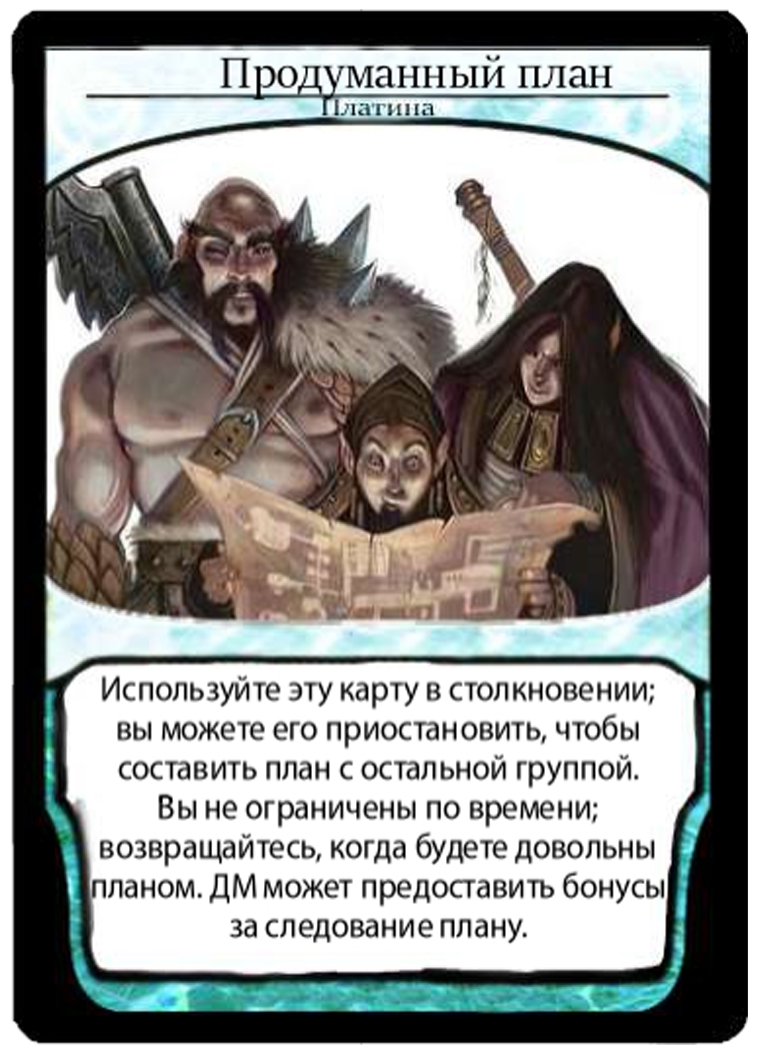 Продуманный план
Платина
Используйте эту карту в столкновении;
вы можете его приостановить, чтобы
составить план с остальной группой.
Вы не ограничены по времени;
возвращайтесь, когда будете довольны
планом. ДМ может предоставить бонусы
за следование плану.